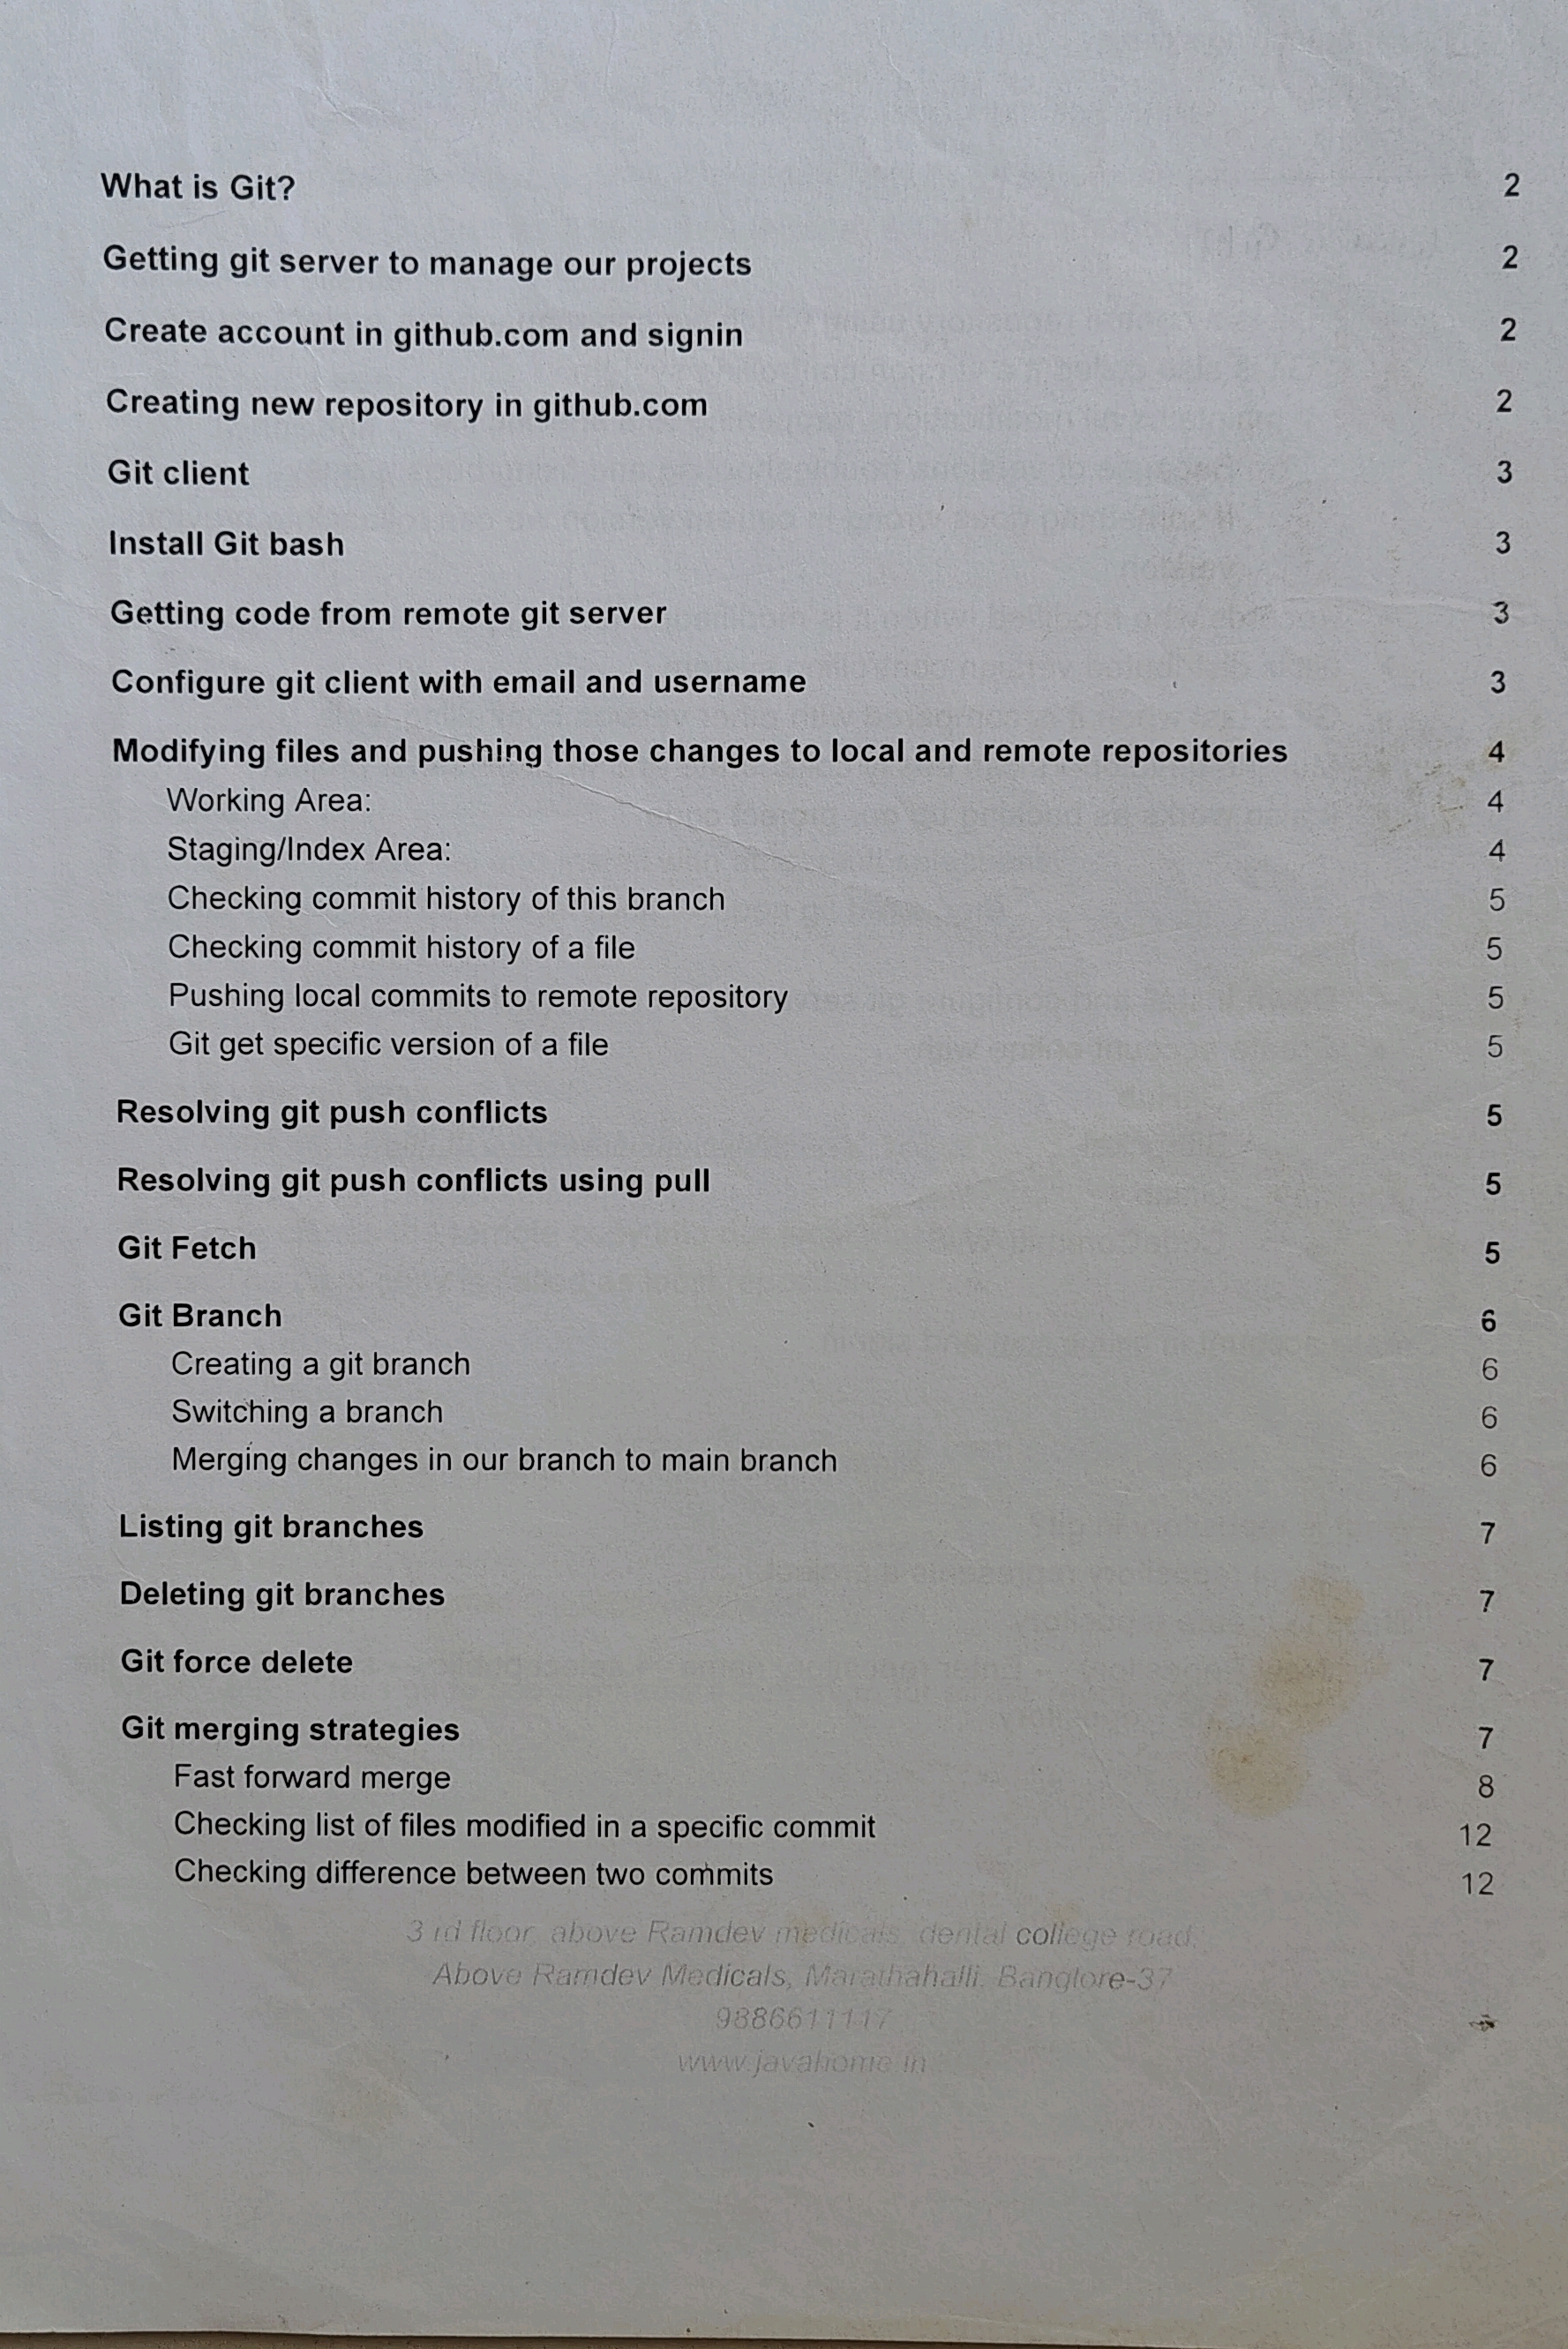 What is Git? 2
Getting git server to manage our projects 2
Create account in github.com and signin 2
Creating new repository in github.com 2
Git client 3
Install Git bash 3
Getting code from remote git server 3
Configure git client with email and username 3
Modifying files and pushing those changes to local and remote repositories 4
Working Area: 4
Staging/Index Area: 4
Checking commit history of this branch 5
Checking commit history of a file 5
Pushing local commits to remote repository 5
Git get specific version of a file 5
Resolving git push conflicts 5
Resolving git push conflicts using pull 5
Git Fetch 5
Git Branch 6
Creating a git branch 6
Switching a branch 6
Merging changes in our branch to main branch 6
Listing git branches 7
Deleting git branches 7
Git force delete 7
Git merging strategies 7
Fast forward merge 8
Checking list of files modified in a specific commit 12
Checking difference between two commits 12
3 rd floor, above Ramdev medicals, dental college road,
Above Ramdev Medicals, Marathahalli. Banglore-37
9886611117
www.javahome.in